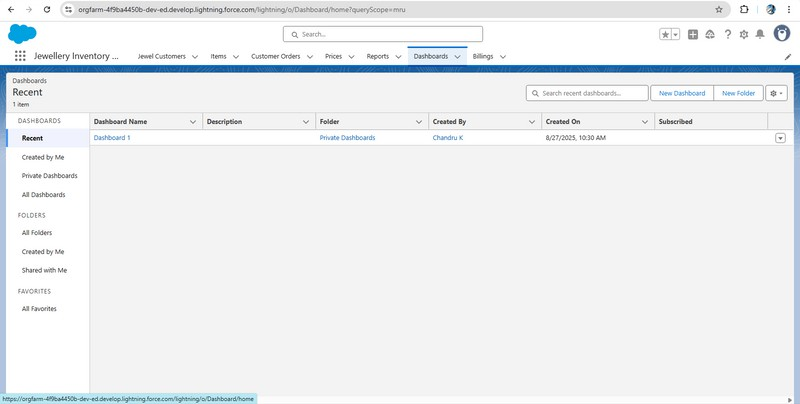 orgfarm-4f9ba4450b-dev-ed.develop.lightning.force.com/lightning/o/Dashboard/home?queryScope=mru
Search...
Jewellery Inventory ... Jewel Customers Items Customer Orders Prices Reports Dashboards Billings
Dashboards
Recent
1 item
Search recent dashboards...
New Dashboard New Folder
DASHBOARDS
Recent
Created by Me
Private Dashboards
All Dashboards
FOLDERS
All Folders
Created by Me
Shared with Me
FAVORITES
All Favorites
Dashboard Name Description Folder Created By Created On Subscribed
Dashboard 1 Private Dashboards Chandru K 8/27/2025, 10:30 AM
https://orgfarm-4f9ba4450b-dev-ed.develop.lightning.force.com/lightning/o/Dashboard/home